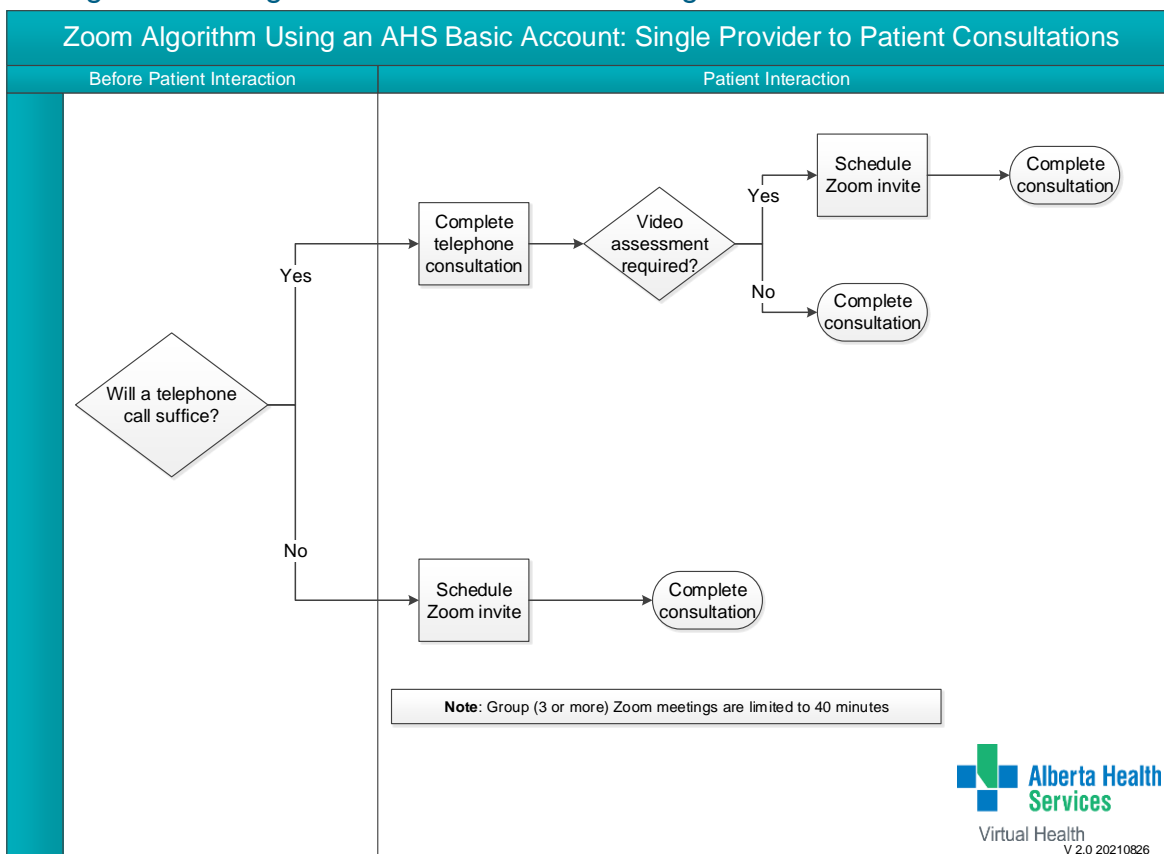 Zoom Algorithm Using an AHS Basic Account: Single Provider to Patient Consultations
Before Patient Interaction
Patient Interaction
Schedule
Zoom invite
Complete
consultation
Yes
Complete
telephone
consultation
Video
assessment
required?
Yes
No
Complete
consultation
Will a telephone
call suffice?
No
Schedule
Zoom invite
Complete
consultation
Note: Group (3 or more) Zoom meetings are limited to 40 minutes
Alberta Health
Services
Virtual Health
V 2.0 20210826